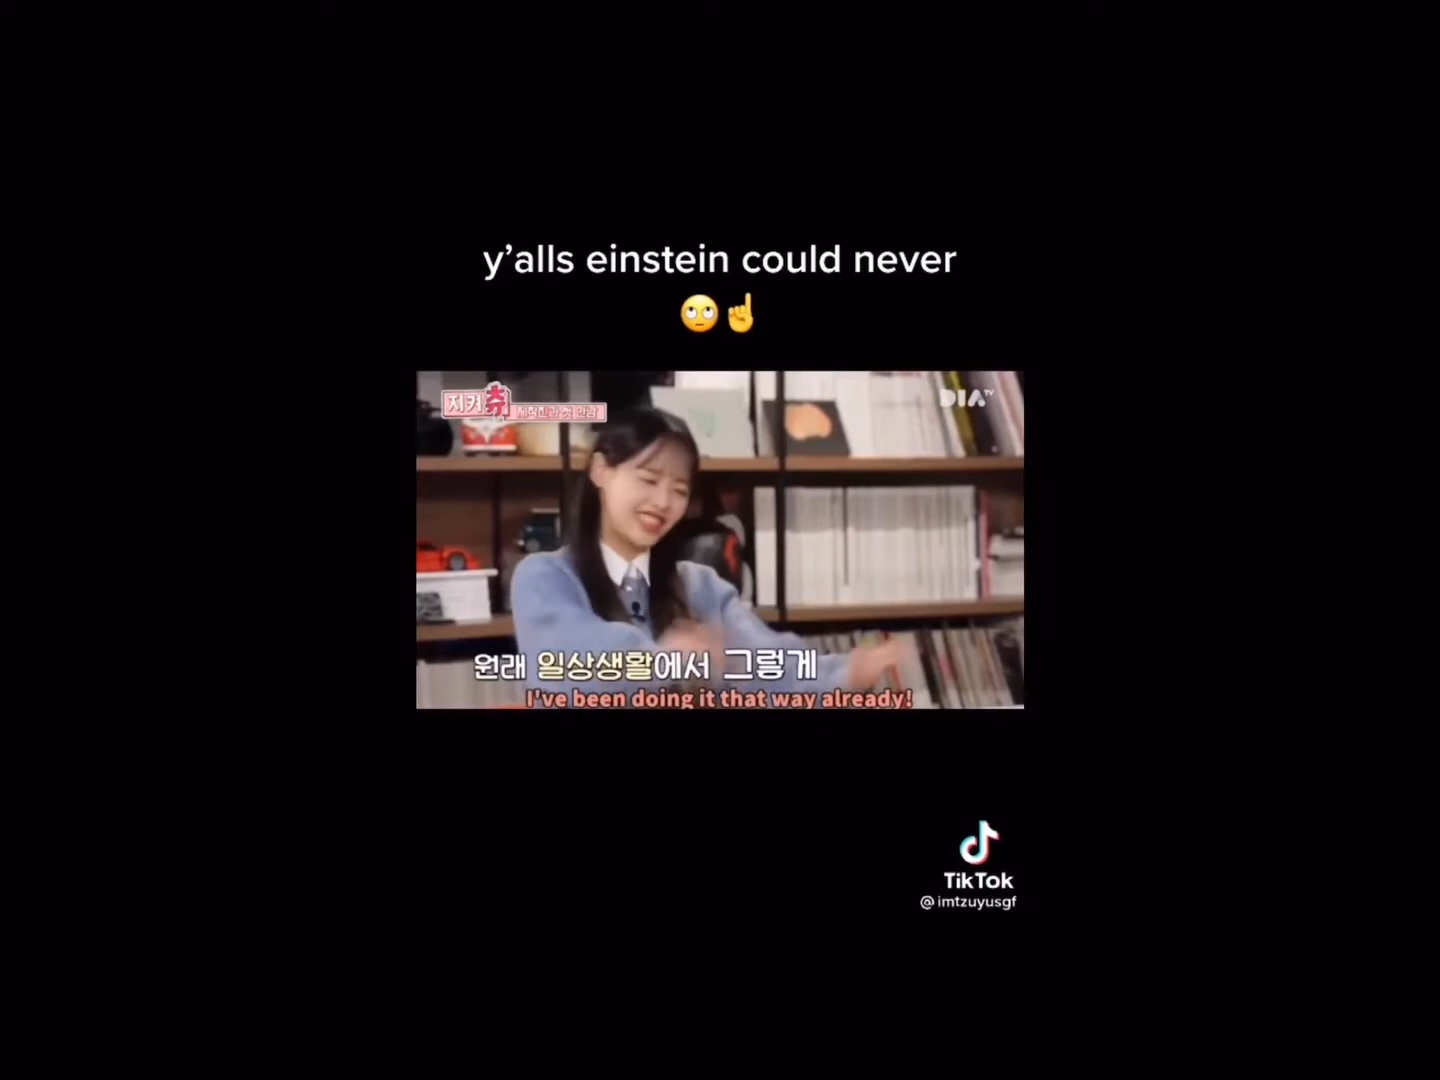 y’alls einstein could never
🙄☝️
지켜츄
DIA TV
원래 일상생활에서 그렇게
I've been doing it that way already!
TikTok
@imtzuyusgf